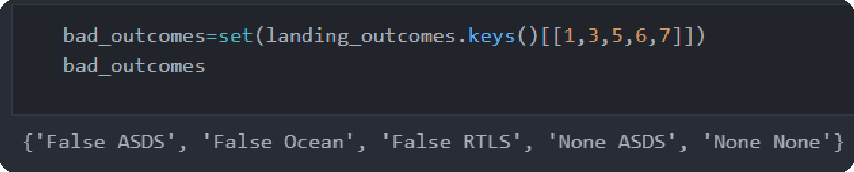 bad_outcomes=set(landing_outcomes.keys()[[1,3,5,6,7]])
bad_outcomes
{'False ASDS', 'False Ocean', 'False RTLS', 'None ASDS', 'None None'}